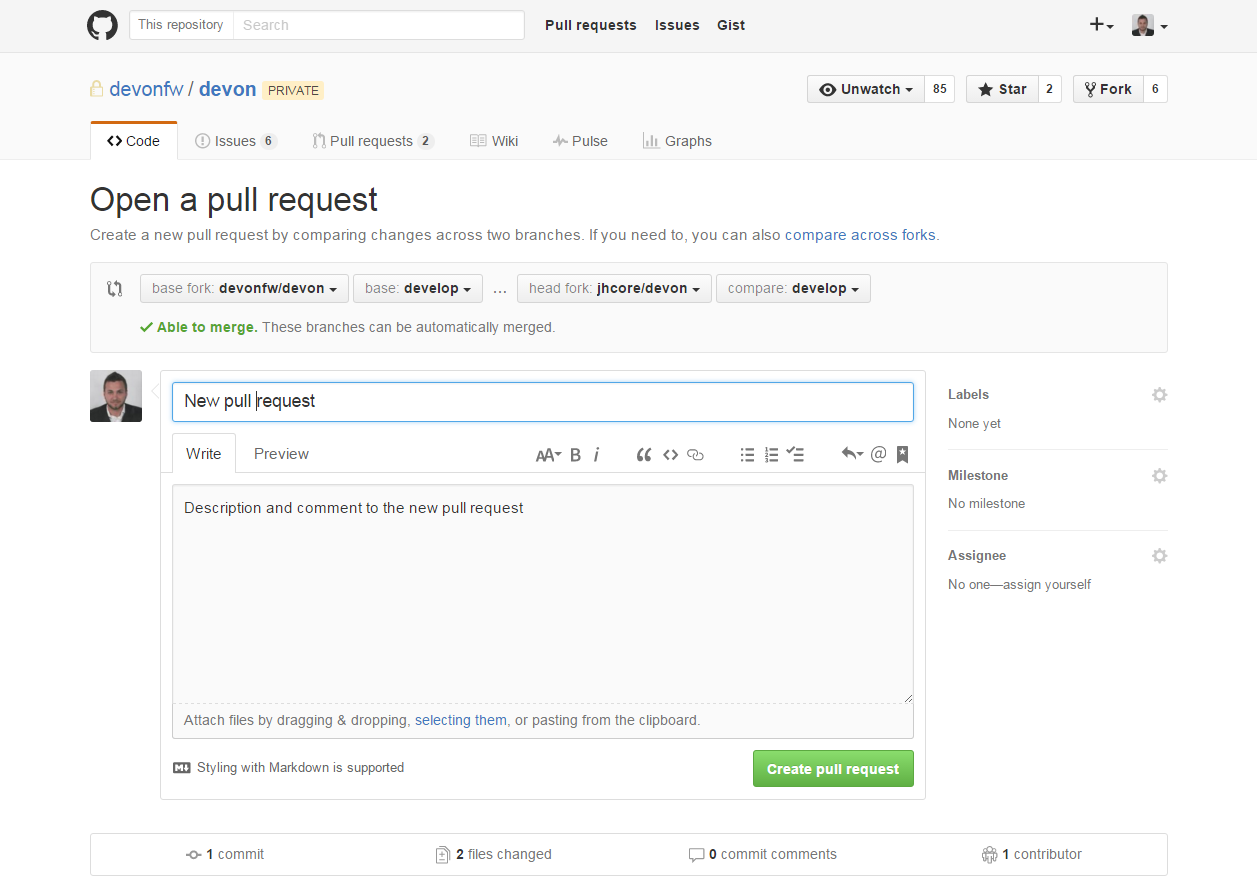 This repository Search Pull requests Issues Gist
devonfw / devon PRIVATE Unwatch 85 Star 2 Fork 6
Code Issues 6 Pull requests 2 Wiki Pulse Graphs
Open a pull request
Create a new pull request by comparing changes across two branches. If you need to, you can also compare across forks.
base fork: devonfw/devon base: develop ... head fork: jhcore/devon compare: develop
Able to merge. These branches can be automatically merged.
New pull request
Write Preview AA B i
Description and comment to the new pull request
Attach files by dragging & dropping, selecting them, or pasting from the clipboard.
Styling with Markdown is supported Create pull request
Labels
None yet
Milestone
No milestone
Assignee
No one—assign yourself
1 commit 2 files changed 0 commit comments 1 contributor